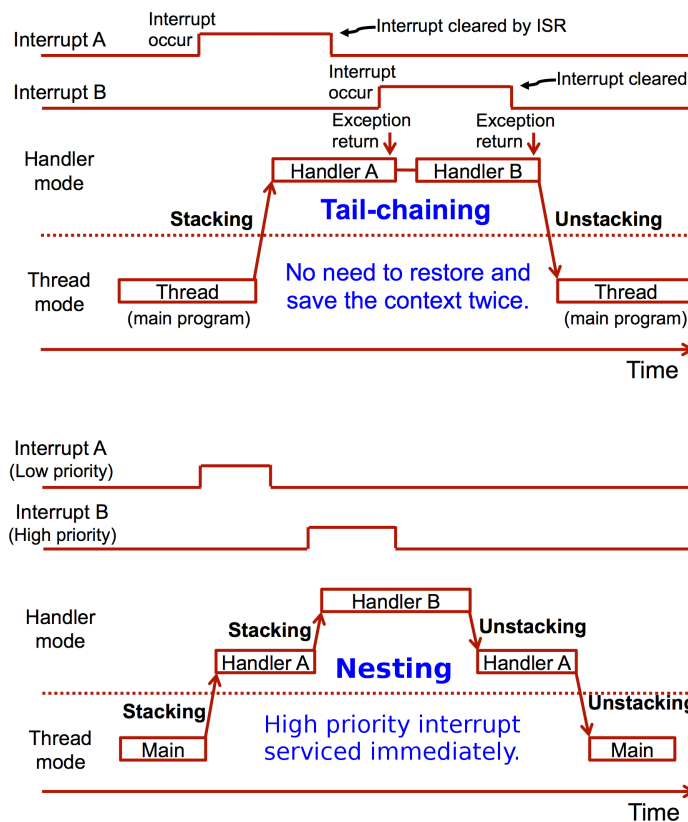 Interrupt A
Interrupt occur
Interrupt cleared by ISR
Interrupt B
Interrupt occur
Interrupt cleared
Exception return
Exception return
Handler mode
Handler A
Handler B
Stacking
Tail-chaining
Unstacking
Thread mode
Thread
(main program)
No need to restore and
save the context twice.
Thread
(main program)
Time
Interrupt A
(Low priority)
Interrupt B
(High priority)
Handler mode
Handler B
Stacking
Unstacking
Handler A
Nesting
Handler A
Stacking
Unstacking
Thread mode
Main
High priority interrupt
serviced immediately.
Main
Time